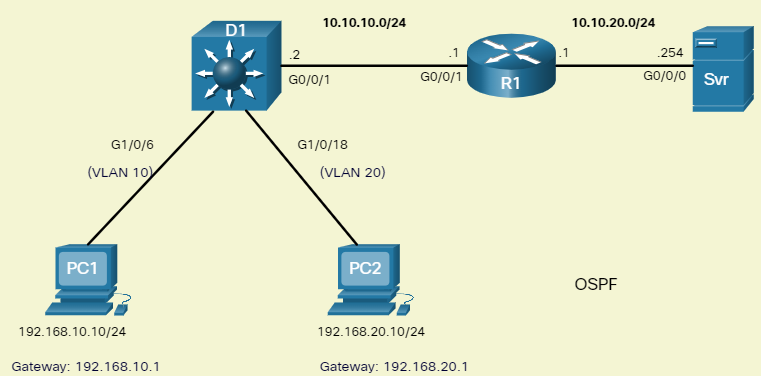 D1
10.10.10.0/24
10.10.20.0/24
.2
.1
.1
.254
G0/0/1
G0/0/1
R1
G0/0/0
Svr
G1/0/6
G1/0/18
(VLAN 10)
(VLAN 20)
PC1
PC2
OSPF
192.168.10.10/24
192.168.20.10/24
Gateway: 192.168.10.1
Gateway: 192.168.20.1